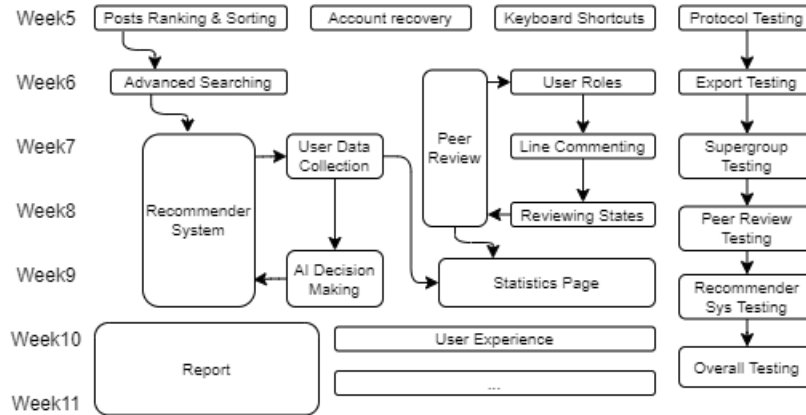 Week5
Posts Ranking & Sorting
Account recovery
Keyboard Shortcuts
Protocol Testing
Week6
Advanced Searching
User Roles
Export Testing
Week7
Recommender
System
User Data
Collection
Peer
Review
Line Commenting
Supergroup
Testing
Week8
Reviewing States
Peer Review
Testing
Week9
AI Decision
Making
Statistics Page
Recommender
Sys Testing
Week10
Report
User Experience
Overall Testing
Week11
...